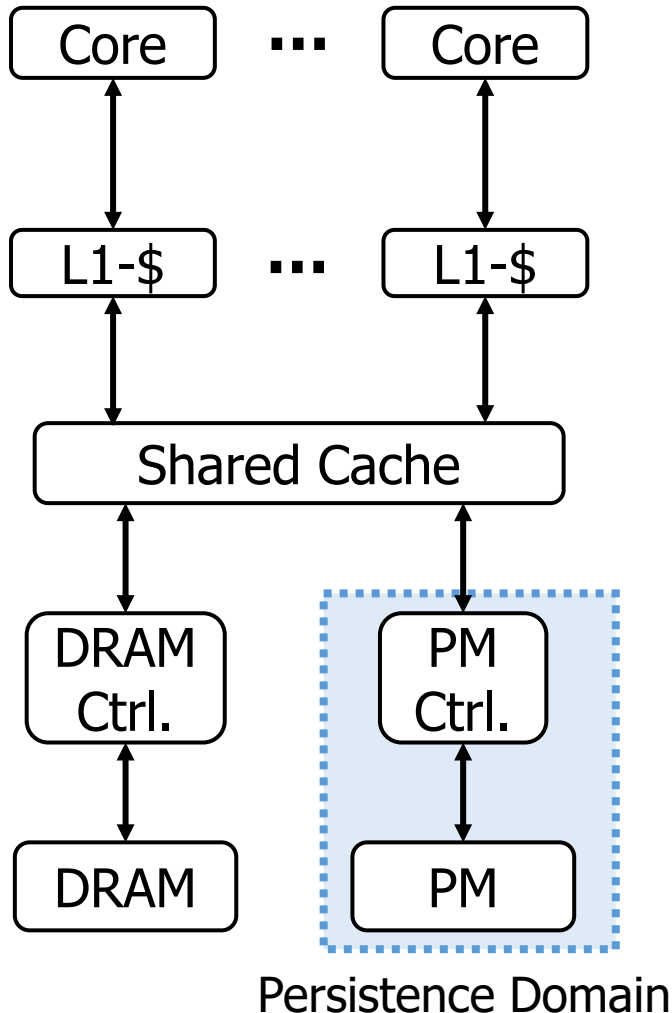 Core ... Core
L1-$ ... L1-$
Shared Cache
DRAM
Ctrl.
PM
Ctrl.
DRAM
PM
Persistence Domain